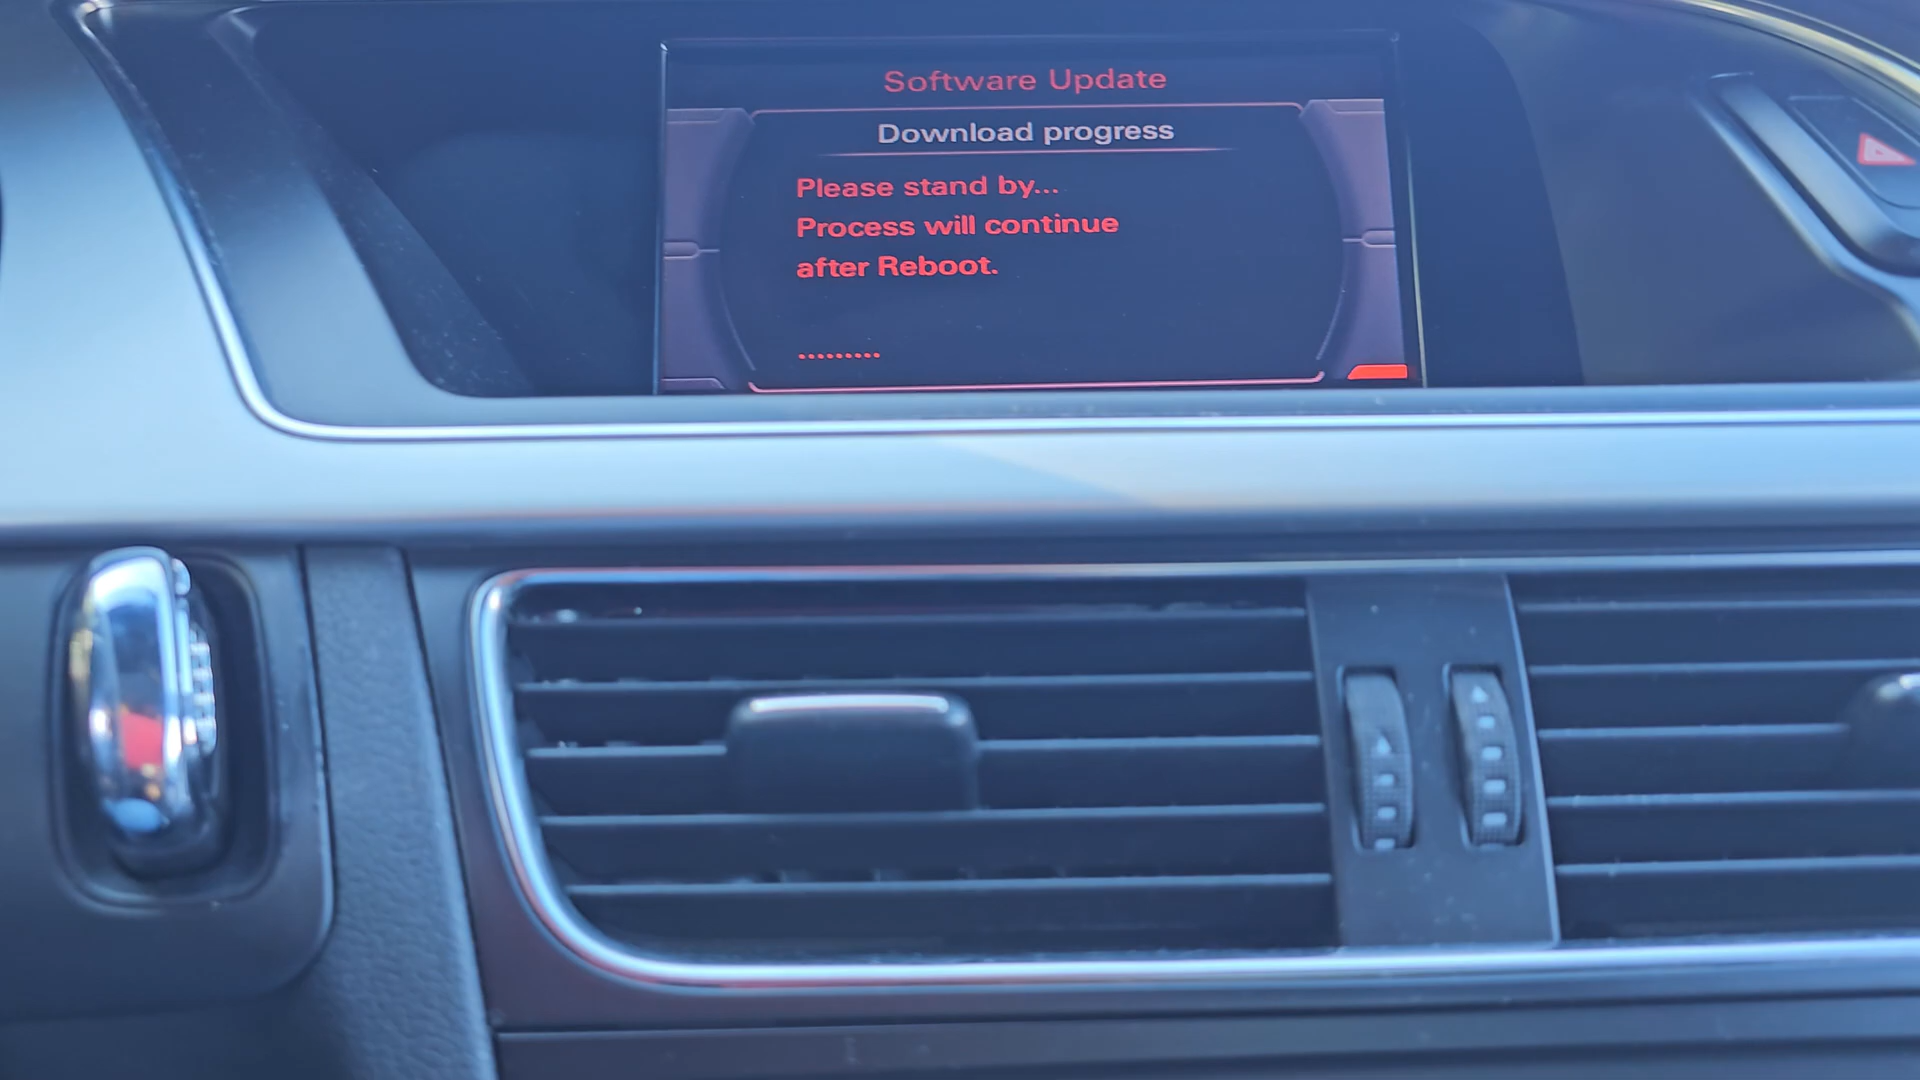 Software Update
Download progress
Please stand by...
Process will continue
after Reboot.
.........